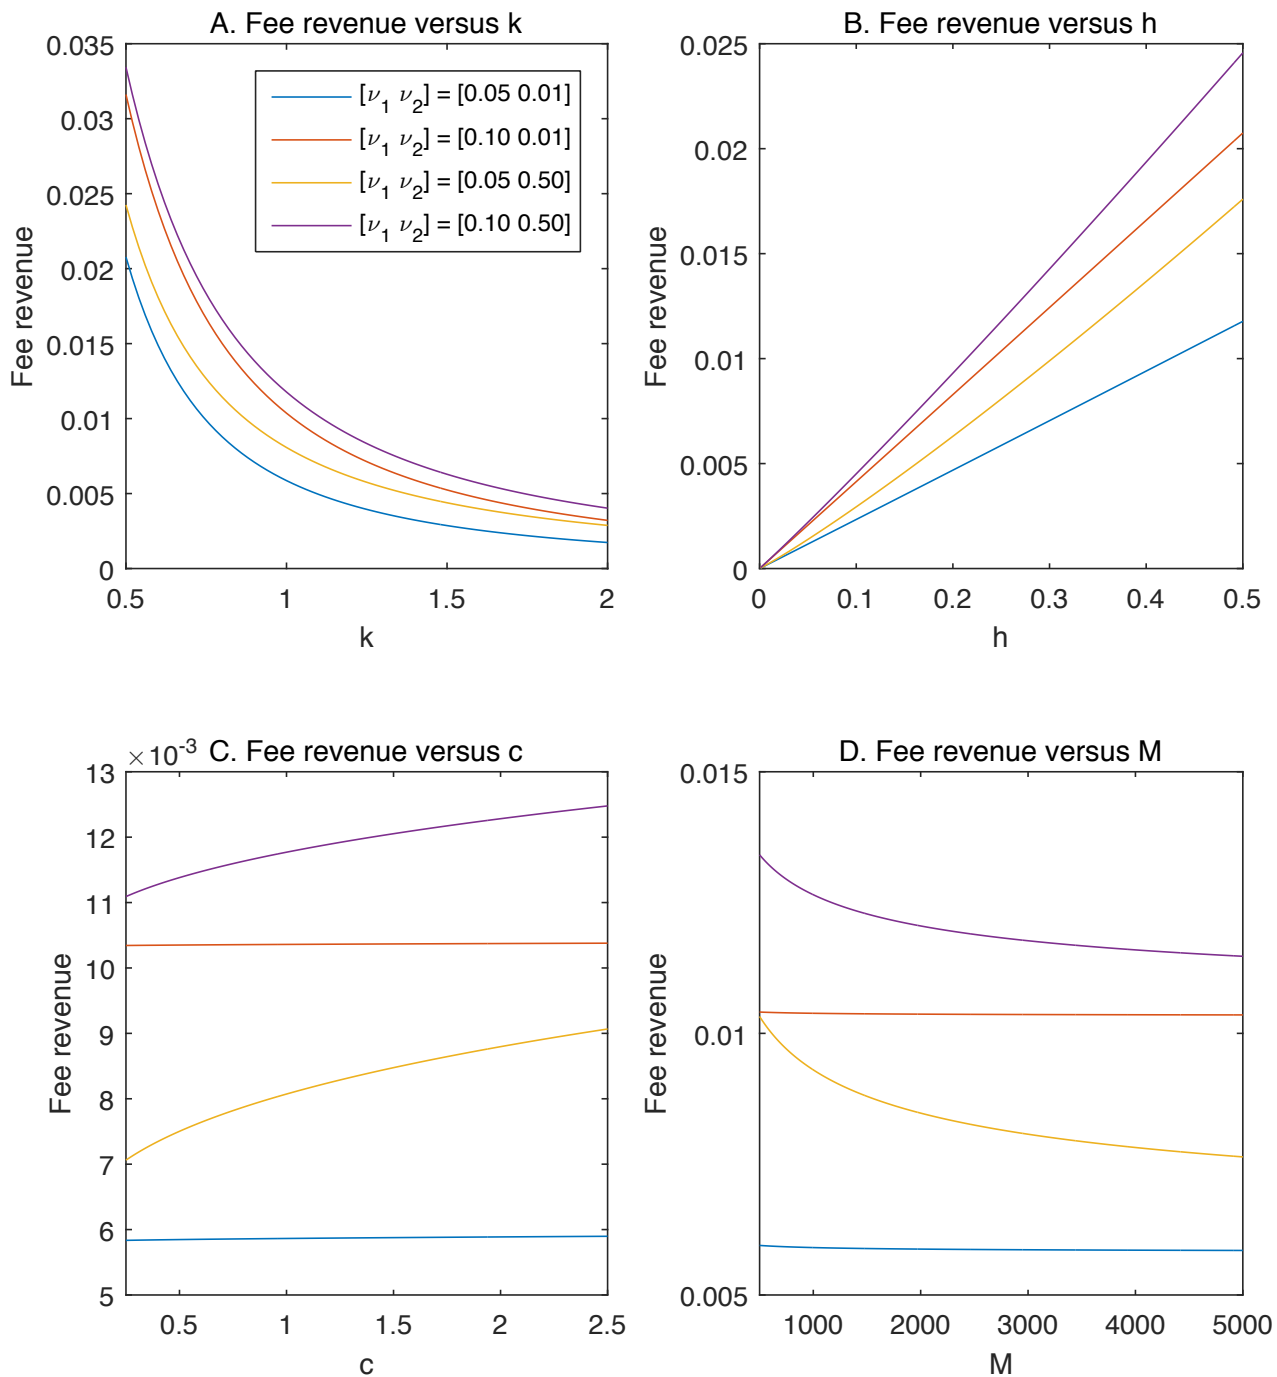 A. Fee revenue versus k
0.035
0.03
0.025
0.02
0.015
0.01
0.005
0
Fee revenue
0.5 1 1.5 2
k
[ν1 ν2] = [0.05 0.01]
[ν1 ν2] = [0.10 0.01]
[ν1 ν2] = [0.05 0.50]
[ν1 ν2] = [0.10 0.50]
B. Fee revenue versus h
0.025
0.02
0.015
0.01
0.005
0
Fee revenue
0 0.1 0.2 0.3 0.4 0.5
h
×10-3 C. Fee revenue versus c
13
12
11
10
9
8
7
6
5
Fee revenue
0.5 1 1.5 2 2.5
c
D. Fee revenue versus M
0.015
0.01
0.005
Fee revenue
1000 2000 3000 4000 5000
M